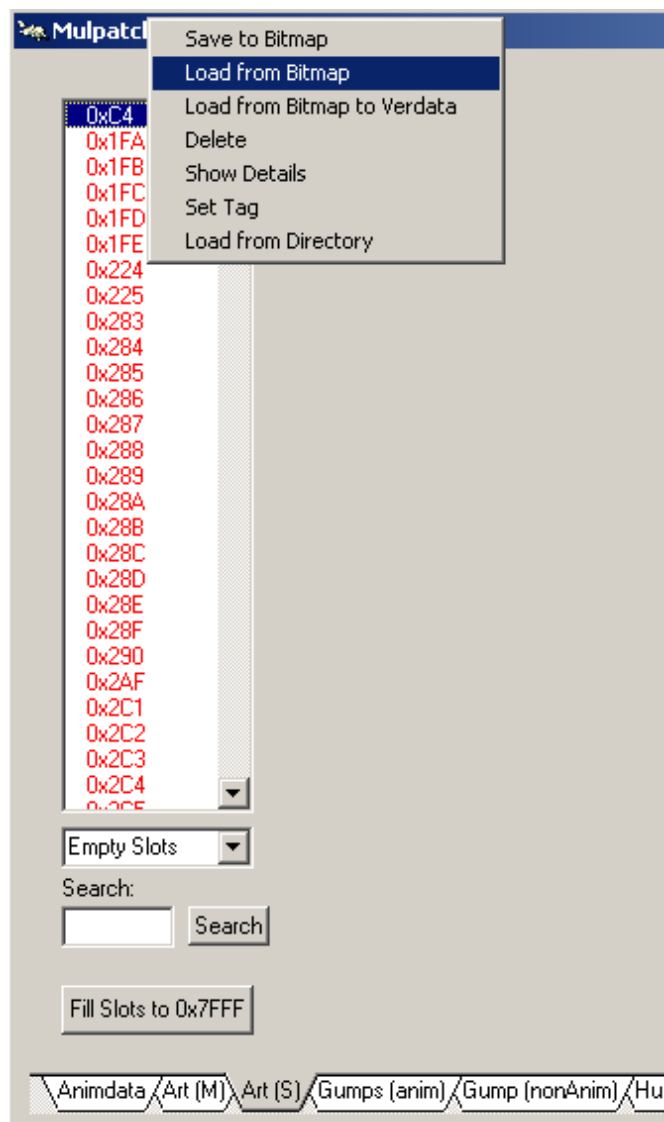 Mulpatc
Save to Bitmap
Load from Bitmap
Load from Bitmap to Verdata
Delete
Show Details
Set Tag
Load from Directory
0xC4
0x1FA
0x1FB
0x1FC
0x1FD
0x1FE
0x224
0x225
0x283
0x284
0x285
0x286
0x287
0x288
0x289
0x28A
0x28B
0x28C
0x28D
0x28E
0x28F
0x290
0x2AF
0x2C1
0x2C2
0x2C3
0x2C4
Empty Slots
Search:
Search
Fill Slots to 0x7FFF
Animdata Art (M) Art (S) Gumps (anim) Gump (nonAnim) Hu